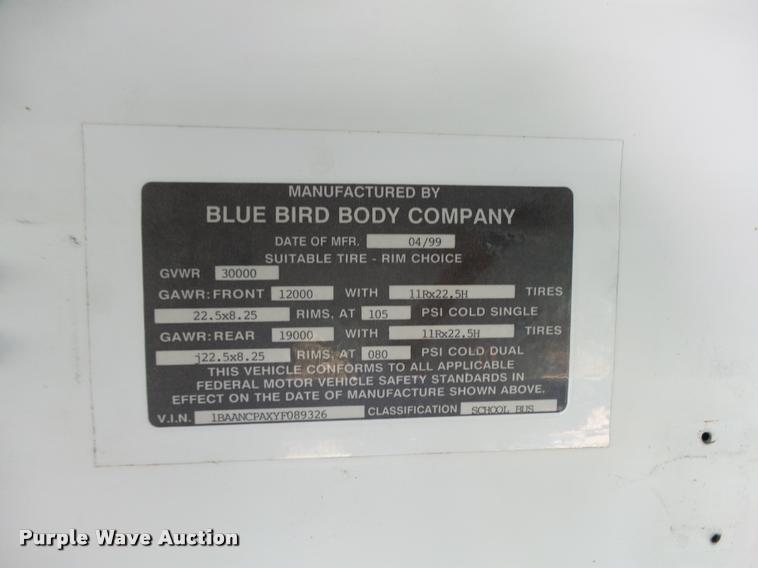 MANUFACTURED BY
BLUE BIRD BODY COMPANY
DATE OF MFR. 04/99
SUITABLE TIRE - RIM CHOICE
GVWR 30000
GAWR: FRONT 12000 WITH 11Rx22.5H TIRES
22.5x8.25 RIMS, AT 105 PSI COLD SINGLE
GAWR: REAR 19000 WITH 11Rx22.5H TIRES
j22.5x8.25 RIMS, AT 080 PSI COLD DUAL
THIS VEHICLE CONFORMS TO ALL APPLICABLE
FEDERAL MOTOR VEHICLE SAFETY STANDARDS IN
EFFECT ON THE DATE OF MANUFACTURE SHOWN ABOVE.
V.I.N. 1BAANCPAXYF089326 CLASSIFICATION SCHOOL BUS
Purple Wave Auction